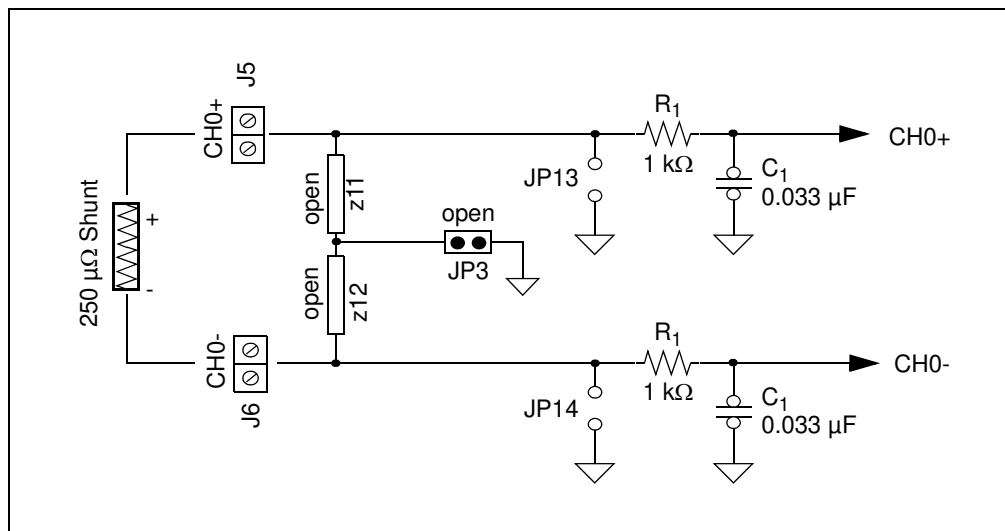 J5
CH0+
R1
CH0+
1 kΩ
C1
0.033 µF
JP13
open
z11
open
JP3
250 µΩ Shunt
+
-
open
z12
CH0-
J6
R1
CH0-
1 kΩ
C1
0.033 µF
JP14